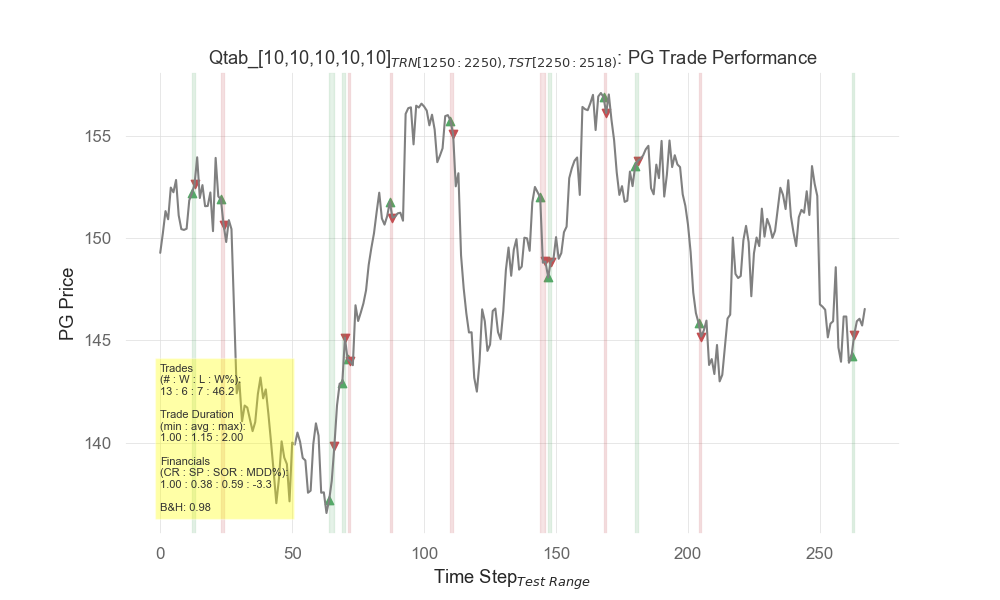 Qtab_[10,10,10,10,10]TRN[1250:2250),TST[2250:2518): PG Trade Performance
155
150
145
140
PG Price
Trades
(# : W : L : W%):
13 : 6 : 7 : 46.2
Trade Duration
(min : avg : max):
1.00 : 1.15 : 2.00
Financials
(CR : SP : SOR : MDD%):
1.00 : 0.38 : 0.59 : -3.3
B&H: 0.98
0 50 100 150 200 250
Time StepTest Range